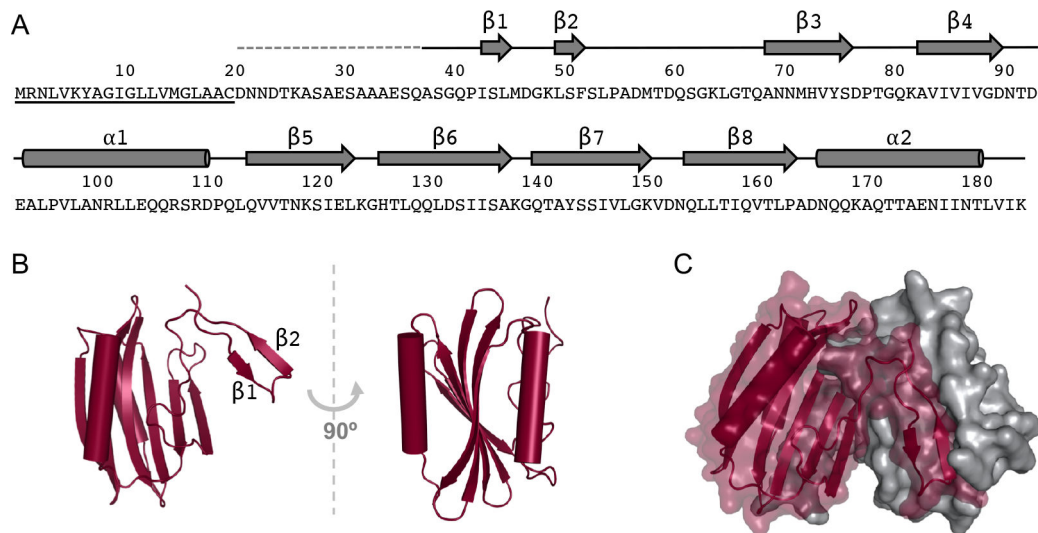 A
β1 β2 β3 β4
10 20 30 40 50 60 70 80 90
MRNLVKYAGIGLLVMGLAACDNNDTKASAESAAAESQASGQPISLMDGKLSFSLPADMTDQSGKLGTQANNMHVYSDPTGQKAVIVIVGDNTD
α1 β5 β6 β7 β8 α2
100 110 120 130 140 150 160 170 180
EALPVLANRLLEQQRSRDPQLQVVTNKSIELKGHTLQQLDSIISAKGQTAYSSIVLGKVDNQLLTIQVTLPADNQQKAQTTAENIINTLVIK
B
β2
β1
90º
C